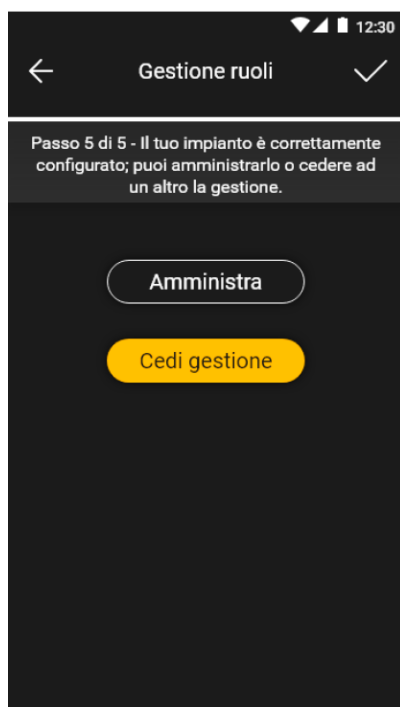 12:30
Gestione ruoli
Passo 5 di 5 - Il tuo impianto è correttamente
configurato; puoi amministrarlo o cedere ad
un altro la gestione.
Amministra
Cedi gestione